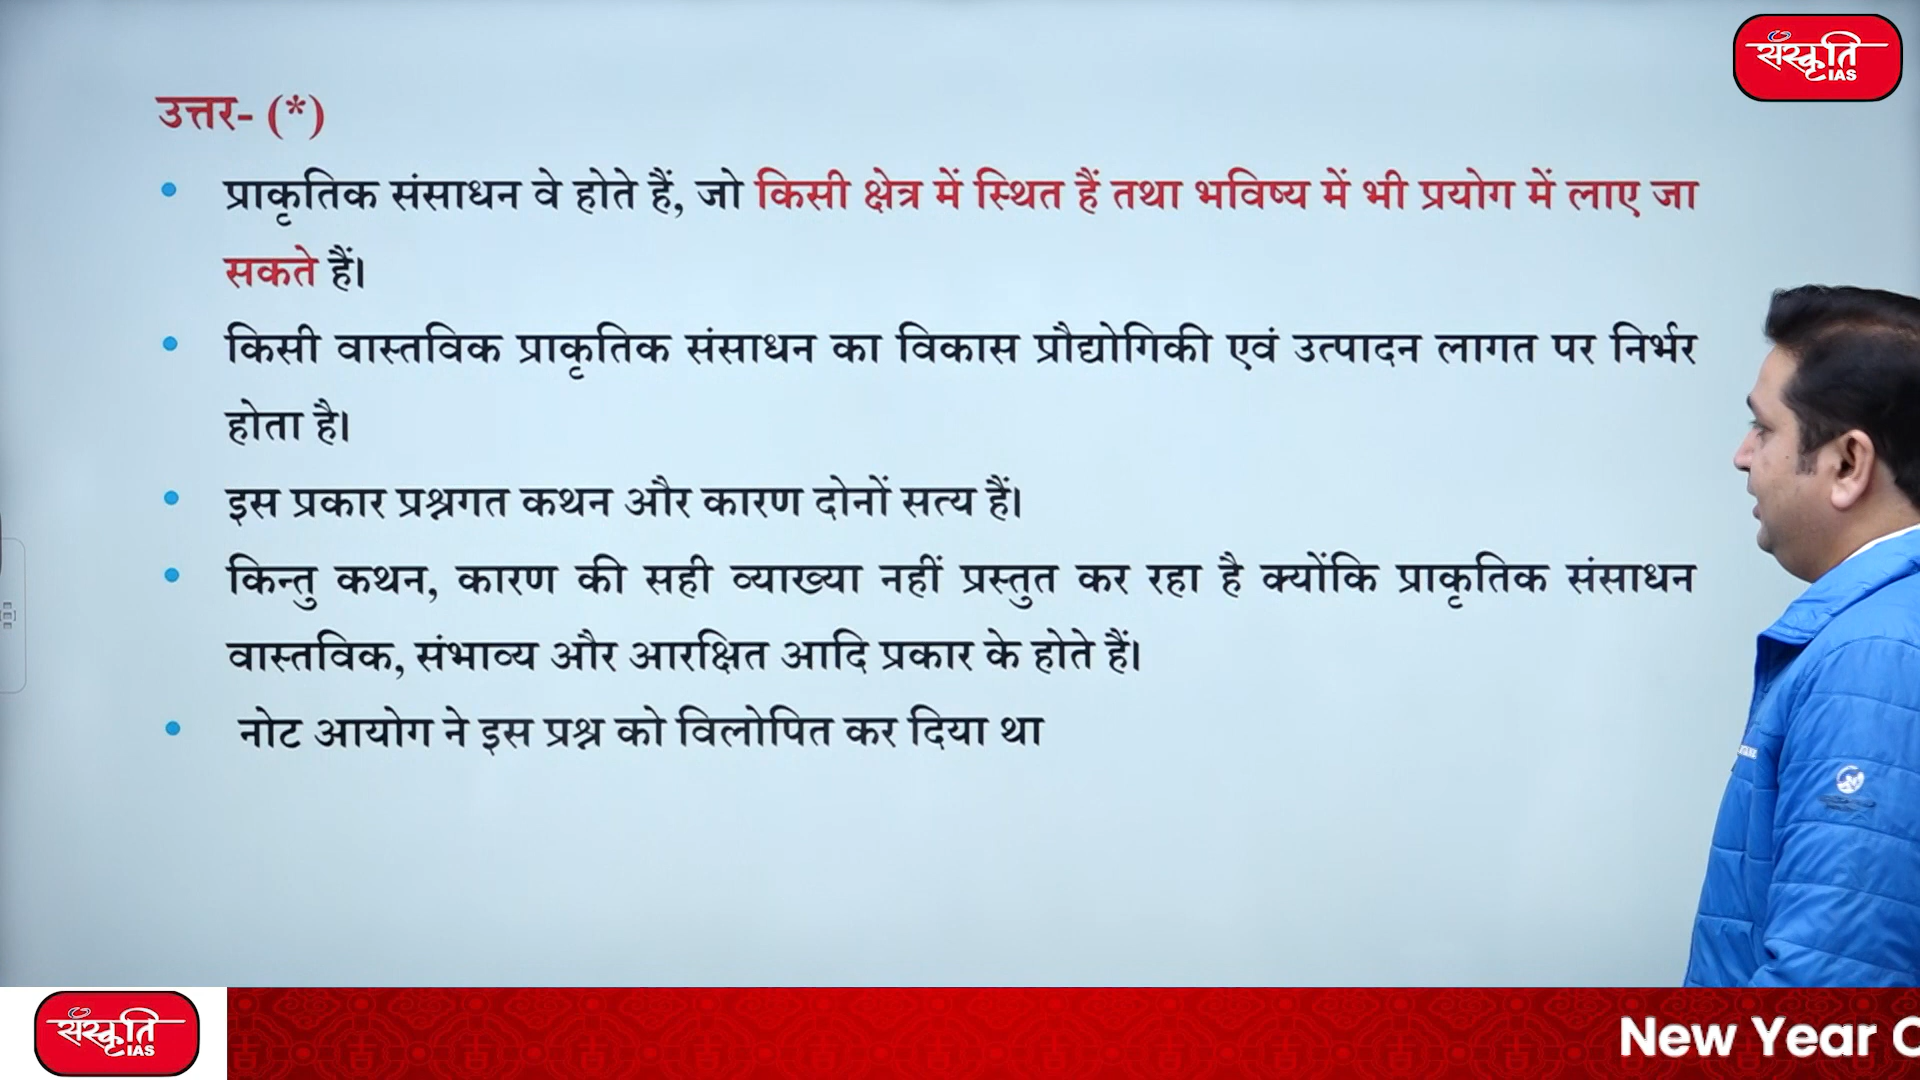 संस्कृति
IAS
उत्तर- (*)
• प्राकृतिक संसाधन वे होते हैं, जो किसी क्षेत्र में स्थित हैं तथा भविष्य में भी प्रयोग में लाए जा
सकते हैं।
• किसी वास्तविक प्राकृतिक संसाधन का विकास प्रौद्योगिकी एवं उत्पादन लागत पर निर्भर
होता है।
• इस प्रकार प्रश्नगत कथन और कारण दोनों सत्य हैं।
• किन्तु कथन, कारण की सही व्याख्या नहीं प्रस्तुत कर रहा है क्योंकि प्राकृतिक संसाधन
वास्तविक, संभाव्य और आरक्षित आदि प्रकार के होते हैं।
• नोट आयोग ने इस प्रश्न को विलोपित कर दिया था
संस्कृति
IAS
New Year